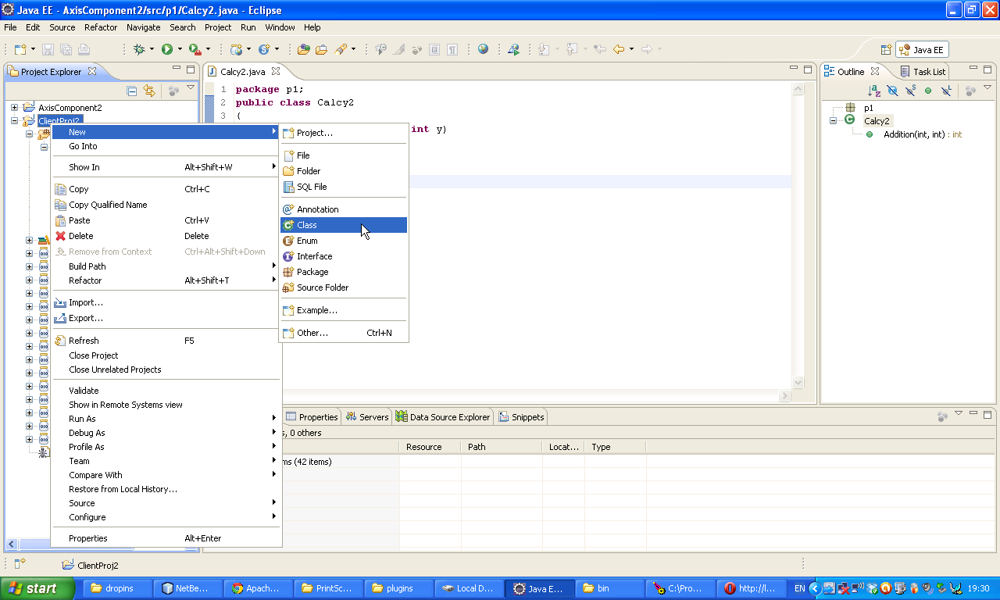 Java EE - AxisComponent2/src/p1/Calcy2.java - Eclipse
File Edit Source Refactor Navigate Search Project Run Window Help
Java EE
Project Explorer
AxisComponent2
ClientProj2
Calcy2.java
1 package p1;
2 public class Calcy2
3 {
int y)
Outline Task List
p1
Calcy2
Addition(int, int) : int
New
Go Into
Show In Alt+Shift+W
Copy Ctrl+C
Copy Qualified Name
Paste Ctrl+V
Delete Delete
Remove from Context Ctrl+Alt+Shift+Down
Build Path
Refactor Alt+Shift+T
Import...
Export...
Refresh F5
Close Project
Close Unrelated Projects
Validate
Show in Remote Systems view
Run As
Debug As
Profile As
Team
Compare With
Restore from Local History...
Source
Configure
Properties Alt+Enter
Project...
File
Folder
SQL File
Annotation
Class
Enum
Interface
Package
Source Folder
Example...
Other... Ctrl+N
Properties Servers Data Source Explorer Snippets
s, 0 others
Resource Path Locat... Type
ms (42 items)
ClientProj2
start dropins NetBe... Apach... PrintSc... plugins Local D... Java E... bin C:\Pro... http://l... EN 19:30